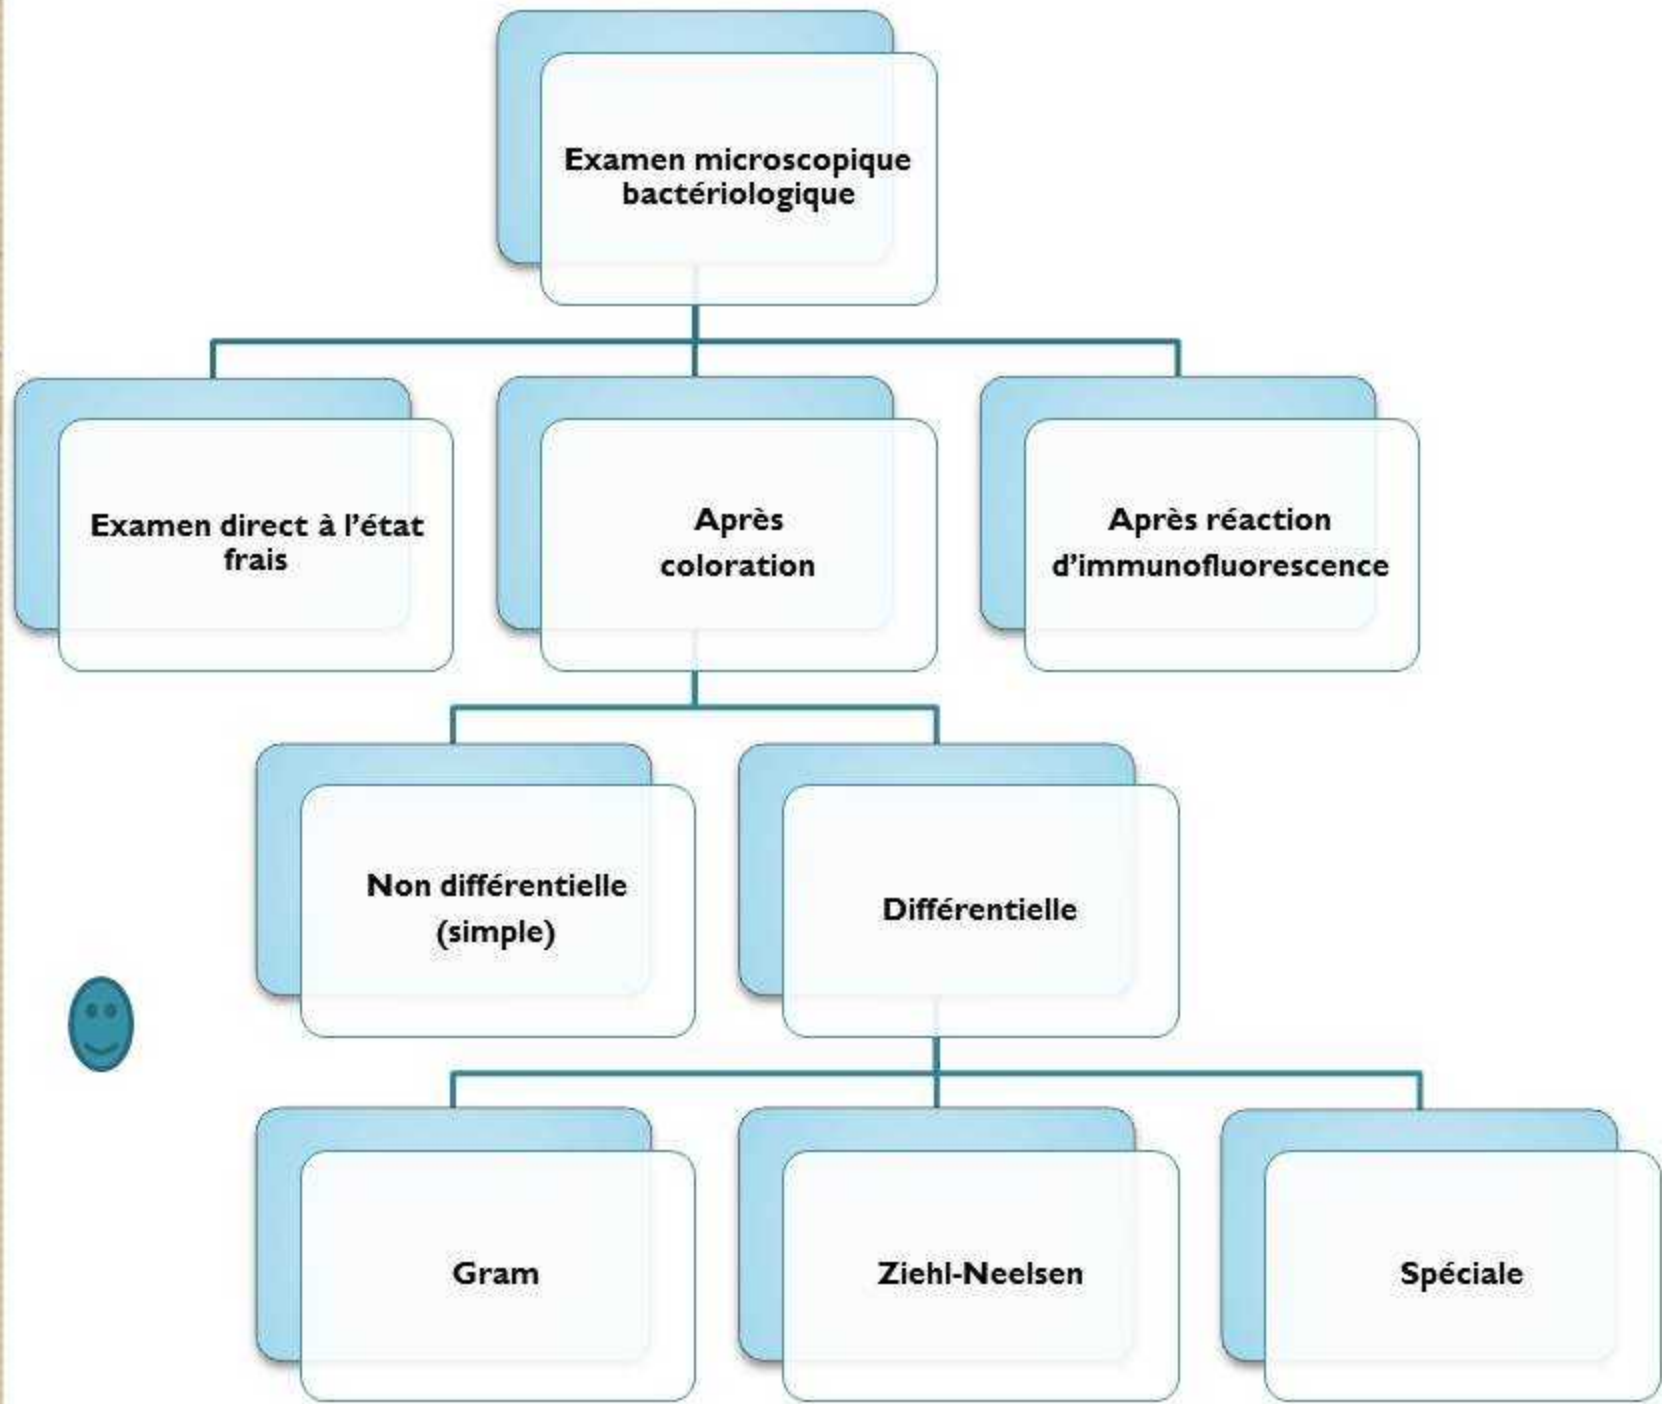 Examen microscopique
bactériologique
Examen direct à l'état
frais
Après
coloration
Après réaction
d'immunofluorescence
Non différentielle
(simple)
Différentielle
Gram
Ziehl-Neelsen
Spéciale